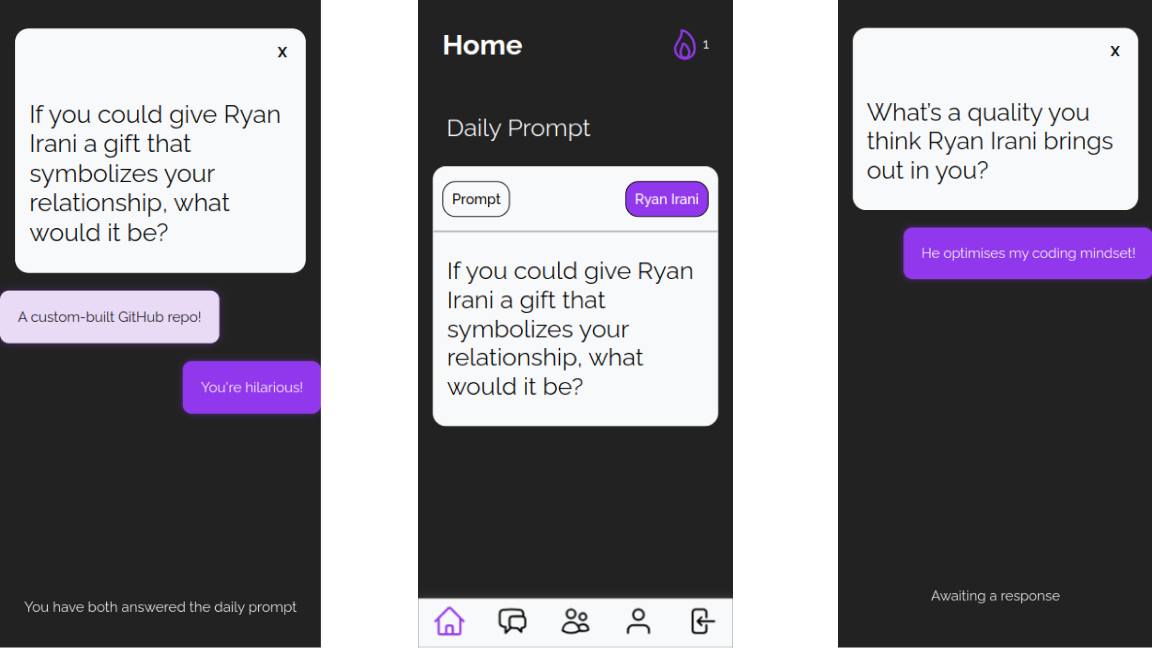 X
If you could give Ryan
Irani a gift that
symbolizes your
relationship, what
would it be?
A custom-built GitHub repo!
You're hilarious!
You have both answered the daily prompt
Home
1
Daily Prompt
Prompt
Ryan Irani
If you could give Ryan
Irani a gift that
symbolizes your
relationship, what
would it be?
X
What's a quality you
think Ryan Irani brings
out in you?
He optimises my coding mindset!
Awaiting a response